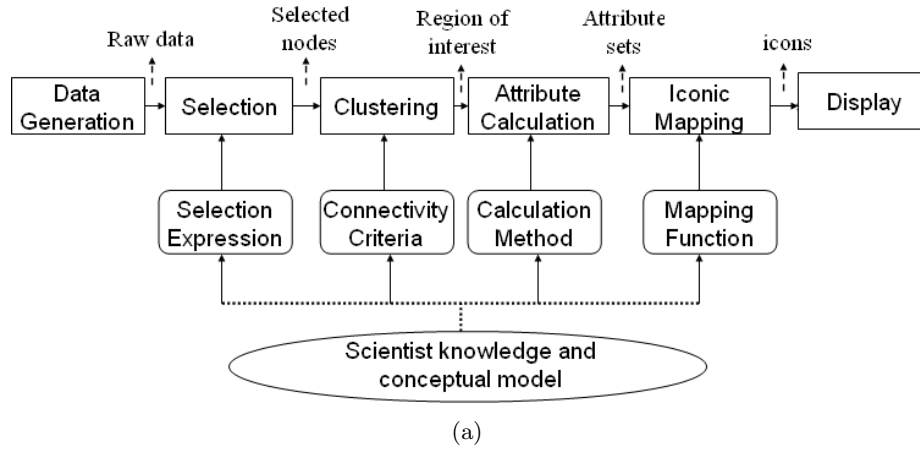 Raw data
Selected
nodes
Region of
interest
Attribute
sets
icons
Data
Generation
Selection
Clustering
Attribute
Calculation
Iconic
Mapping
Display
Selection
Expression
Connectivity
Criteria
Calculation
Method
Mapping
Function
Scientist knowledge and
conceptual model
(a)